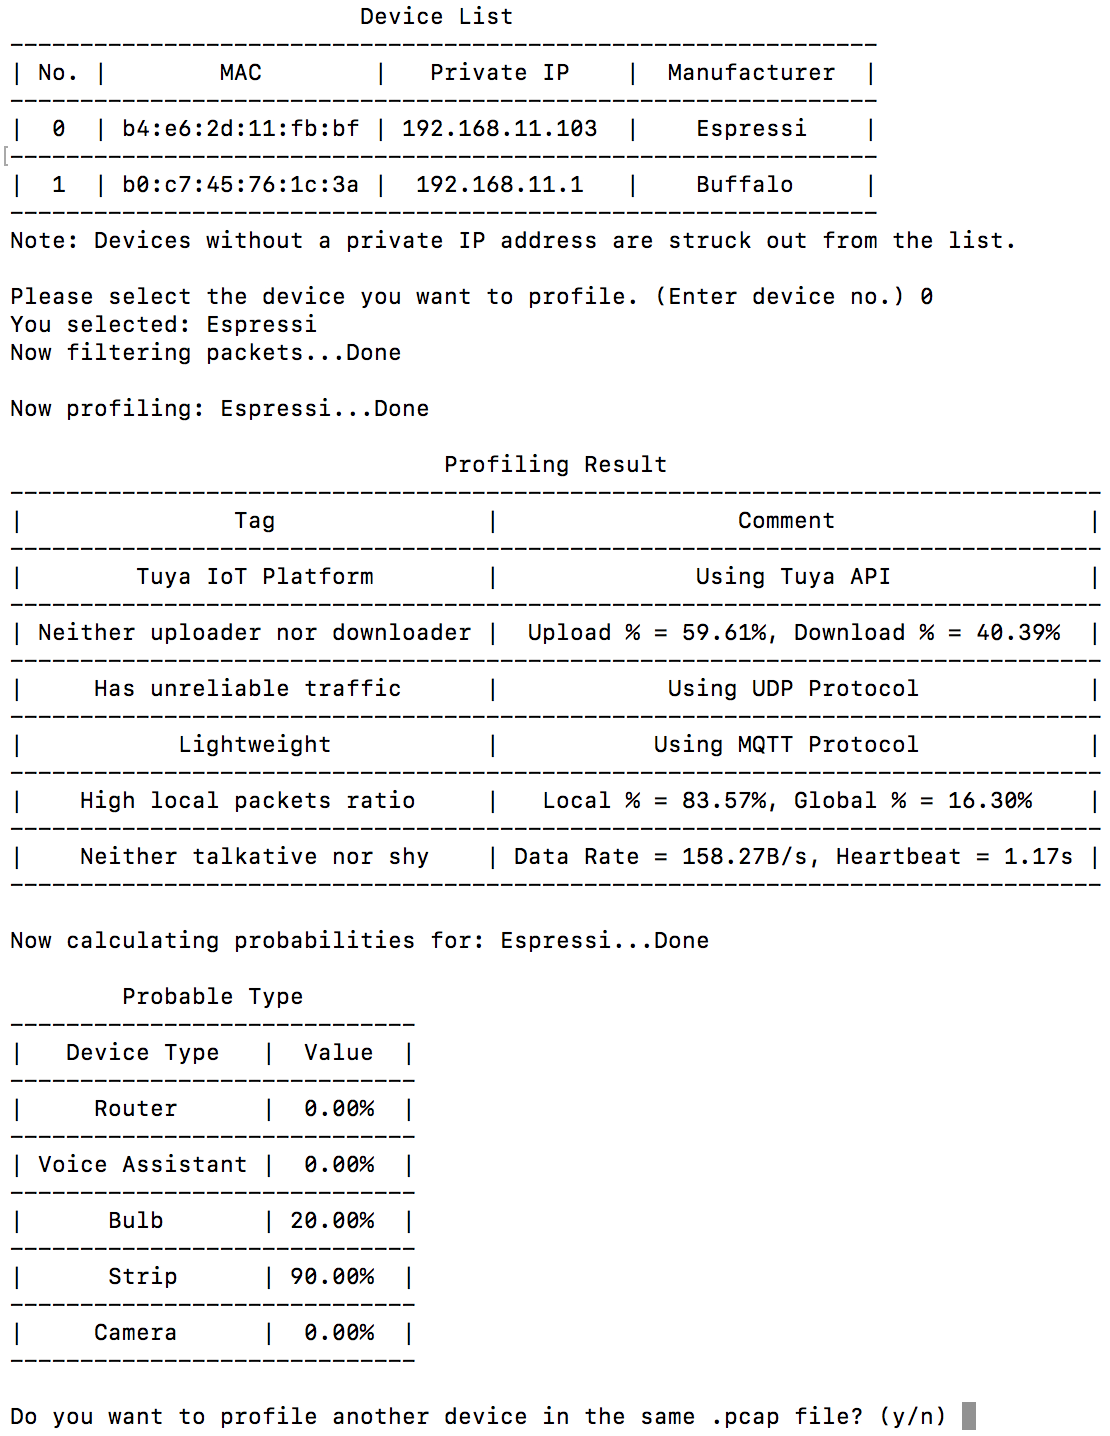 Device List
--------------------------------------------------------------
| No. |        MAC        |   Private IP    |  Manufacturer  |
--------------------------------------------------------------
|  0  | b4:e6:2d:11:fb:bf | 192.168.11.103  |    Espressi    |
[--------------------------------------------------------------
|  1  | b0:c7:45:76:1c:3a |  192.168.11.1   |    Buffalo     |
--------------------------------------------------------------
Note: Devices without a private IP address are struck out from the list.
Please select the device you want to profile. (Enter device no.) 0
You selected: Espressi
Now filtering packets...Done
Now profiling: Espressi...Done
Profiling Result
------------------------------------------------------------------------------
|               Tag               |                 Comment                  |
------------------------------------------------------------------------------
|        Tuya IoT Platform        |              Using Tuya API              |
------------------------------------------------------------------------------
| Neither uploader nor downloader |  Upload % = 59.61%, Download % = 40.39%  |
------------------------------------------------------------------------------
|     Has unreliable traffic      |            Using UDP Protocol            |
------------------------------------------------------------------------------
|           Lightweight           |           Using MQTT Protocol            |
------------------------------------------------------------------------------
|    High local packets ratio     |   Local % = 83.57%, Global % = 16.30%    |
------------------------------------------------------------------------------
|    Neither talkative nor shy    | Data Rate = 158.27B/s, Heartbeat = 1.17s |
------------------------------------------------------------------------------
Now calculating probabilities for: Espressi...Done
Probable Type
-----------------------------
|   Device Type   |  Value  |
-----------------------------
|     Router      |  0.00%  |
-----------------------------
| Voice Assistant |  0.00%  |
-----------------------------
|      Bulb       | 20.00%  |
-----------------------------
|      Strip      | 90.00%  |
-----------------------------
|     Camera      |  0.00%  |
-----------------------------
Do you want to profile another device in the same .pcap file? (y/n)